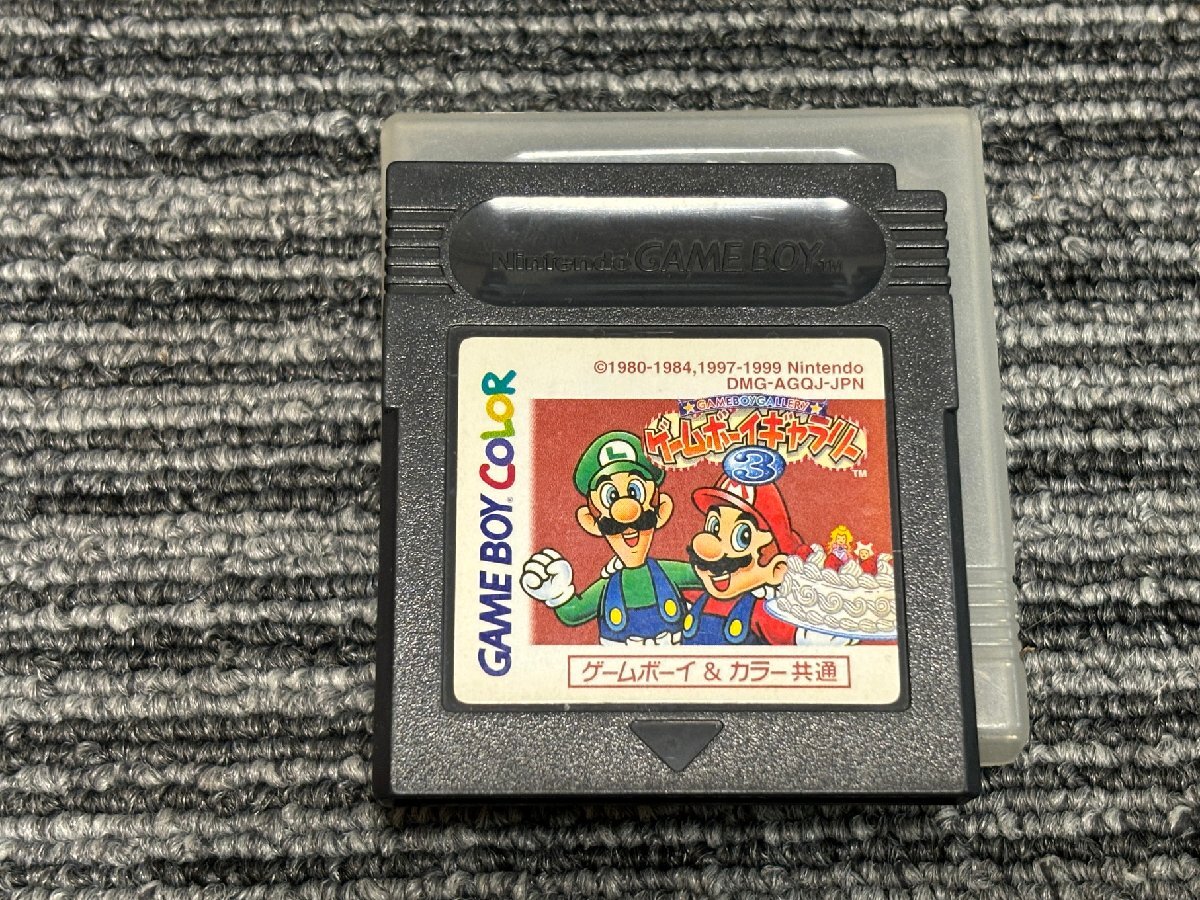 Nintendo GAME BOY TM
©1980-1984,1997-1999 Nintendo
DMG-AGQJ-JPN
GAME BOY COLOR
GAMEBOYGALLERY
ゲームボーイギャラリー
3
TM
L
ゲームボーイ & カラー共通